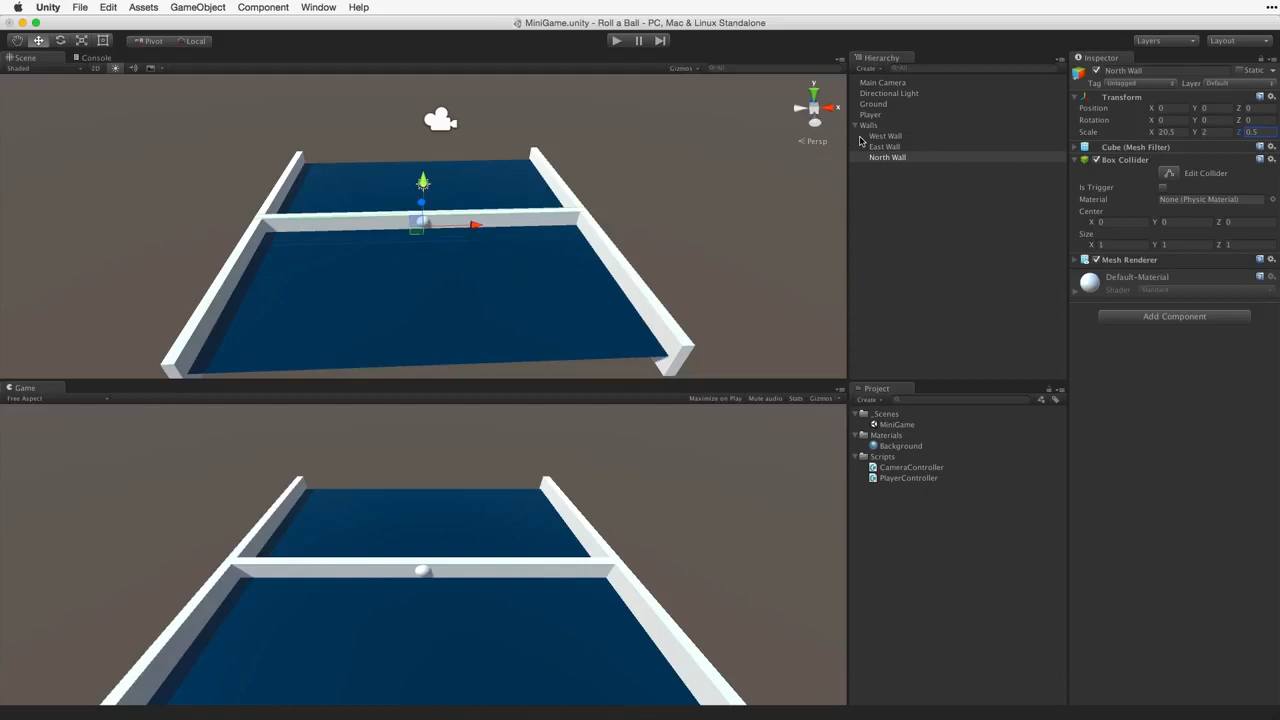 Unity File Edit Assets GameObject Component Window Help
MiniGame.unity - Roll a Ball - PC, Mac & Linux Standalone
Pivot Local Layers Layout
Scene Console
Shaded 2D Gizmos All
y
x
Persp
Hierarchy
Create All
Main Camera
Directional Light
Ground
Player
Walls
West Wall
East Wall
North Wall
Inspector
North Wall Static
Tag Untagged Layer Default
Transform
Position X 0 Y 0 Z 0
Rotation X 0 Y 0 Z 0
Scale X 20.5 Y 2 Z 0.5
Cube (Mesh Filter)
Box Collider
Edit Collider
Is Trigger
Material None (Physic Material)
Center
X 0 Y 0 Z 0
Size
X 1 Y 1 Z 1
Mesh Renderer
Default-Material
Shader Standard
Add Component
Game
Free Aspect Maximize on Play Mute audio Stats Gizmos
Project
Create
_Scenes
MiniGame
Materials
Background
Scripts
CameraController
PlayerController